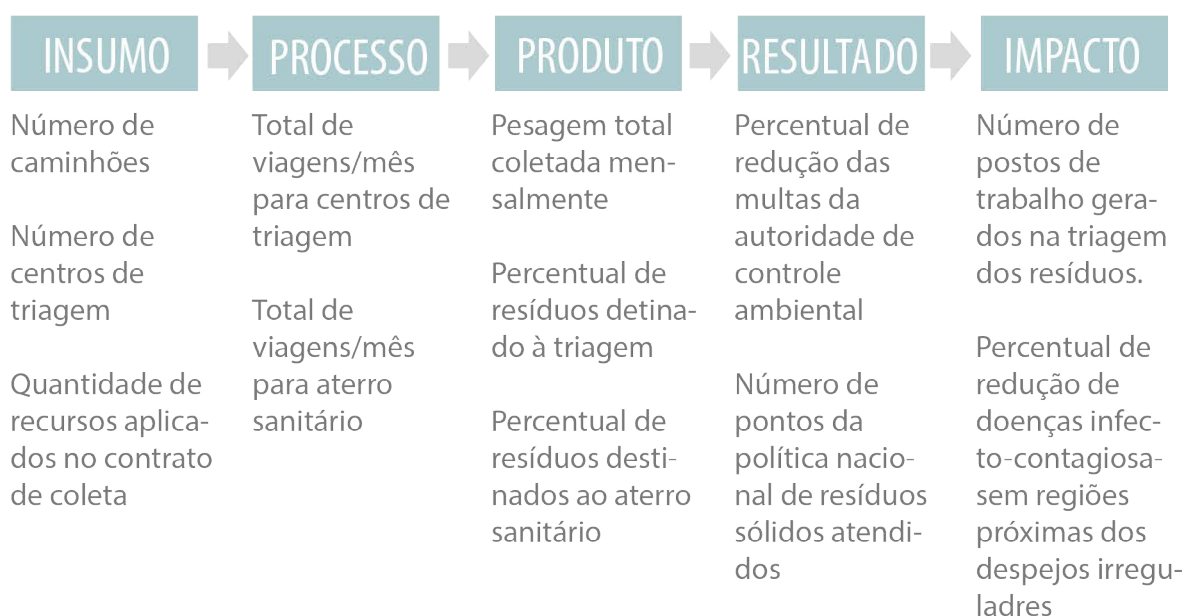 INSUMO
PROCESSO
PRODUTO
RESULTADO
IMPACTO
Número de
caminhões
Número de
centros de
triagem
Quantidade de
recursos aplica-
dos no contrato
de coleta
Total de
viagens/mês
para centros de
triagem
Total de
viagens/mês
para aterro
sanitário
Pesagem total
coletada men-
salmente
Percentual de
resíduos detina-
do à triagem
Percentual de
resíduos desti-
nados ao aterro
sanitário
Percentual de
redução das
multas da
autoridade de
controle
ambiental
Número de
pontos da
política nacio-
nal de resíduos
sólidos atendi-
dos
Número de
postos de
trabalho gera-
dos na triagem
dos resíduos.
Percentual de
redução de
doenças infec-
to-contagiosa-
sem regiões
próximas dos
despejos irregu-
ladres